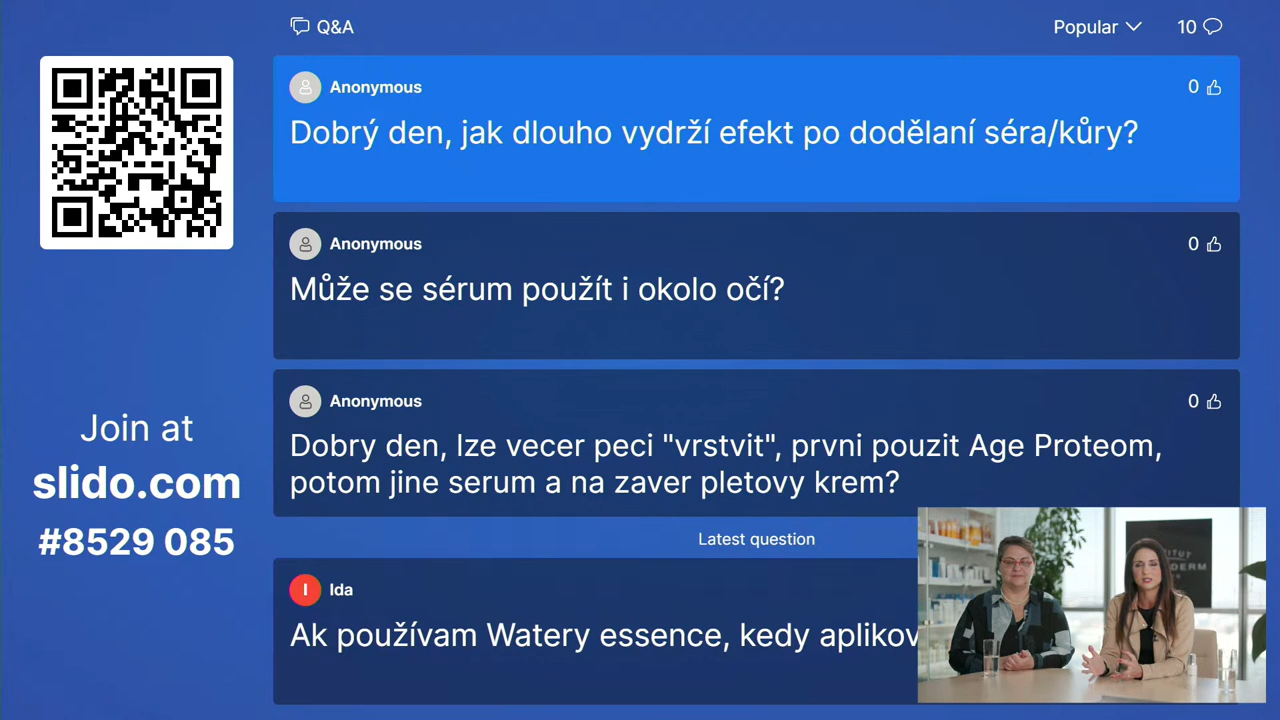 Q&A
Popular
10
Anonymous
0
Dobrý den, jak dlouho vydrží efekt po dodělaní séra/kůry?
Anonymous
0
Může se sérum použít i okolo očí?
Anonymous
0
Dobry den, lze vecer peci "vrstvit", prvni pouzit Age Proteom,
potom jine serum a na zaver pletovy krem?
Latest question
I
Ida
Ak používam Watery essence, kedy
Join at
slido.com
#8529 085